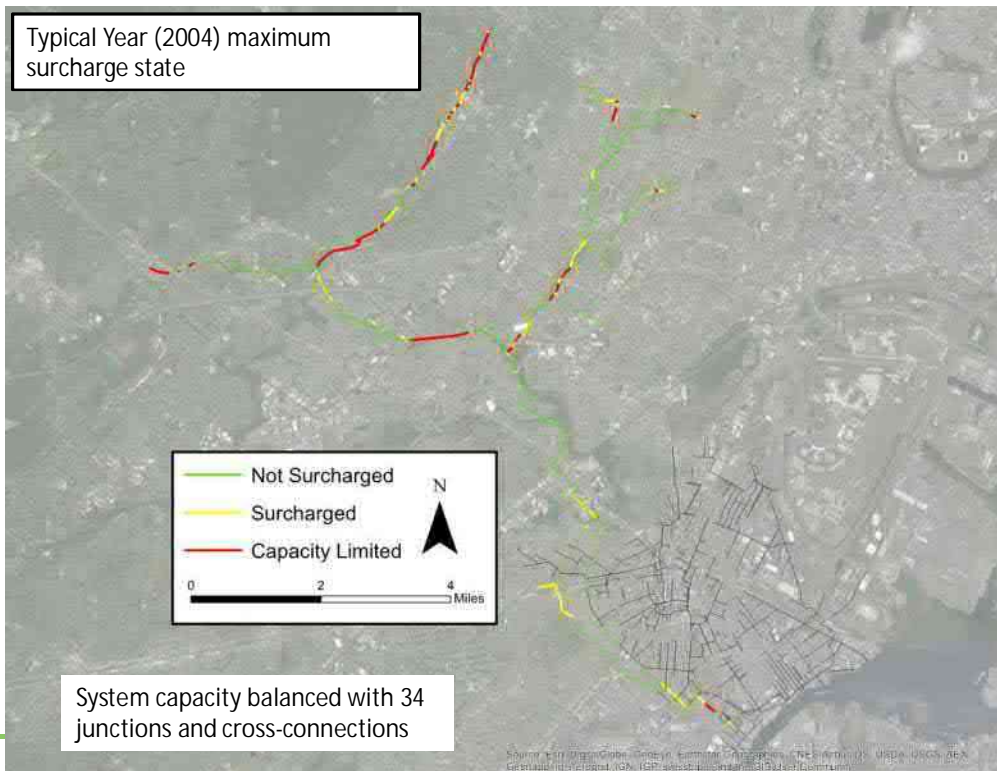 Typical Year (2004) maximum
surcharge state
Not Surcharged
Surcharged
Capacity Limited
N
0 2 4
Miles
System capacity balanced with 34
junctions and cross-connections